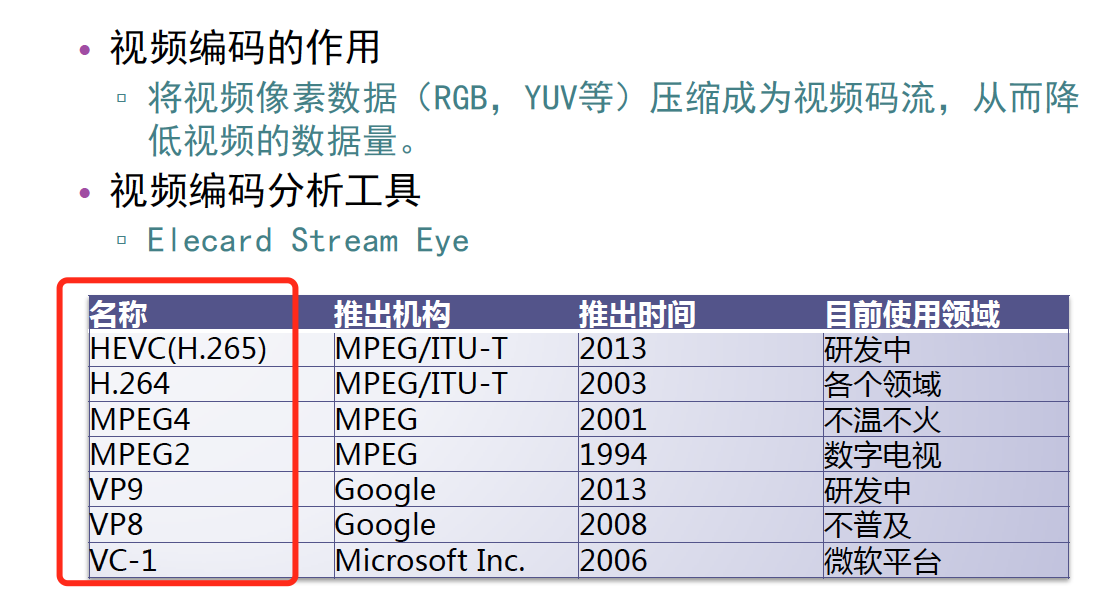 • 视频编码的作用
▫ 将视频像素数据（RGB，YUV等）压缩成为视频码流，从而降
低视频的数据量。
• 视频编码分析工具
▫ Elecard Stream Eye
名称 推出机构 推出时间 目前使用领域
HEVC(H.265) MPEG/ITU-T 2013 研发中
H.264 MPEG/ITU-T 2003 各个领域
MPEG4 MPEG 2001 不温不火
MPEG2 MPEG 1994 数字电视
VP9 Google 2013 研发中
VP8 Google 2008 不普及
VC-1 Microsoft Inc. 2006 微软平台